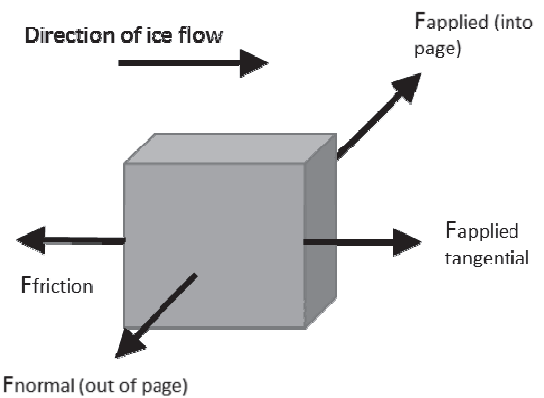 Direction of ice flow
Fapplied (into
page)
Fapplied
tangential
Ffriction
Fnormal (out of page)